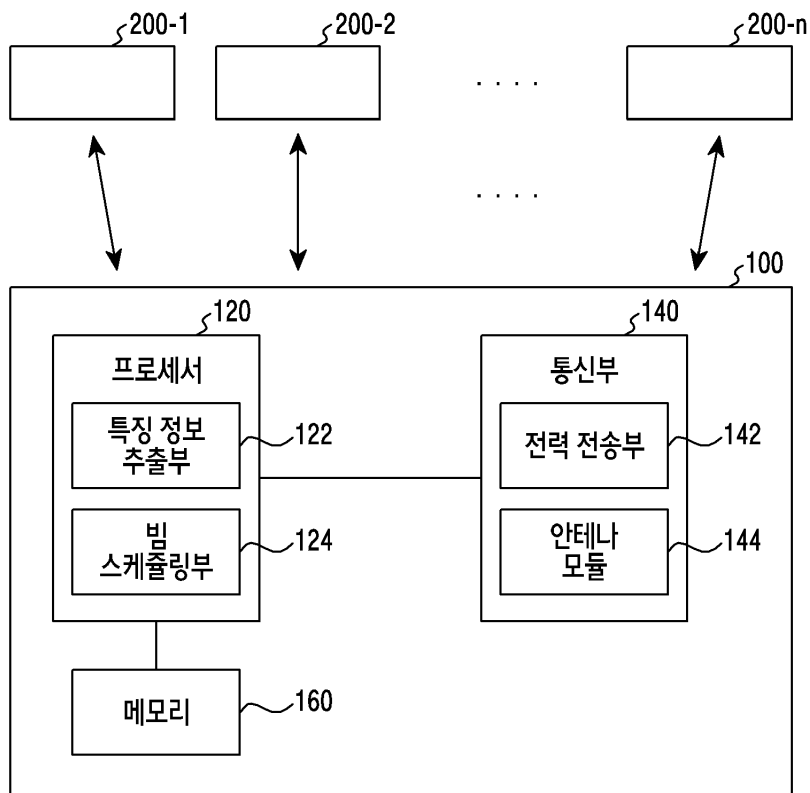 200-1
200-2
200-n
. . . .
. . . .
100
120
140
프로세서
통신부
특징 정보
추출부
122
전력 전송부
142
빔
스케쥴링부
124
안테나
모듈
144
메모리
160